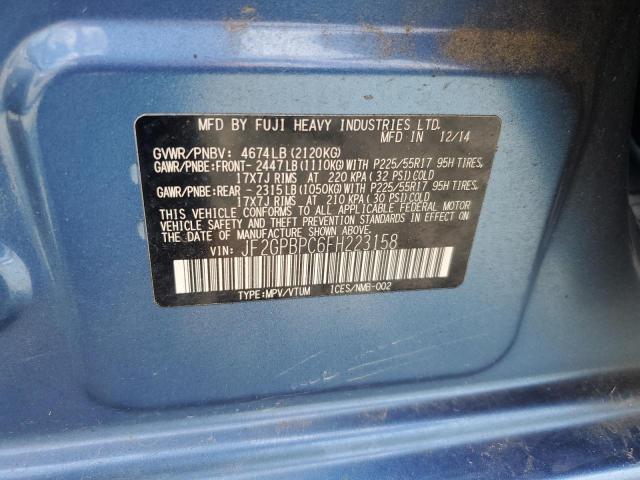 MFD BY FUJI HEAVY INDUSTRIES LTD.
MFD IN 12/14
GVWR/PNBV: 4674LB(2120KG)
GAWR/PNBE:FRONT-2447LB(1110KG)WITH P225/55R17 95H TIRES,
17X7J RIMS AT 220 KPA(32 PSI)COLD
GAWR/PNBE:REAR -2315LB(1050KG)WITH P225/55R17 95H TIRES,
17X7J RIMS AT 210 KPA(30 PSI)COLD
THIS VEHICLE CONFORMS TO ALL APPLICABLE FEDERAL MOTOR
VEHICLE SAFETY AND THEFT PREVENTION STANDARDS IN
EFFECT ON THE DATE OF MANUFACTURE SHOWN ABOVE.
VIN: JF2GPBPC6FH223158
TYPE:MPV/VTUM 1CES/NMB-002